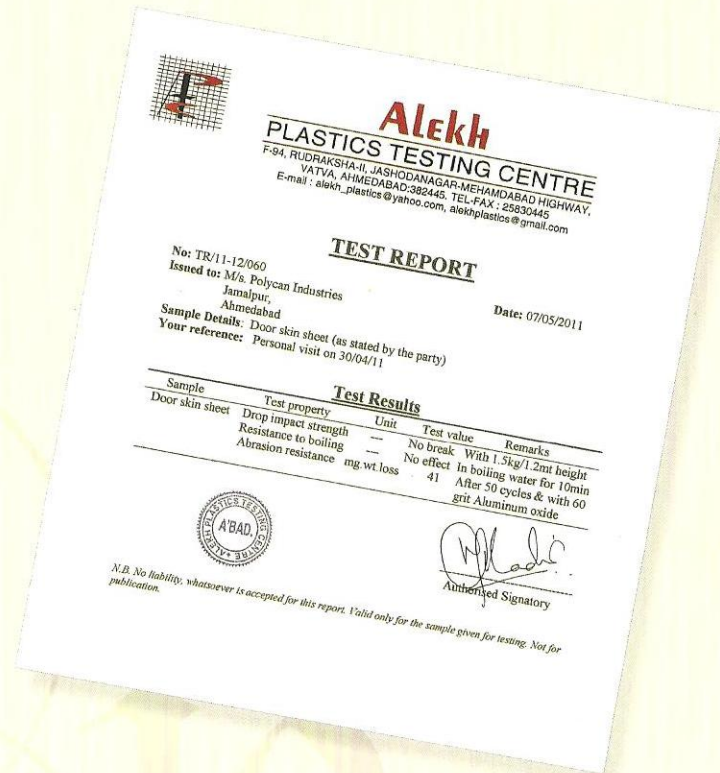 Alekh
PLASTICS TESTING CENTRE
F-94, RUDRAKSHA-II, JASHODANAGAR-MEHAMDABAD HIGHWAY,
VATVA, AHMEDABAD:382445. TEL-FAX : 25830445
E-mail : alekh_plastics@yahoo.com, alekhplastics@gmail.com
TEST REPORT
No: TR/11-12/060
Issued to: M/s. Polycan Industries
Jamalpur,
Ahmedabad
Date: 07/05/2011
Sample Details: Door skin sheet (as stated by the party)
Your reference: Personal visit on 30/04/11
Test Results
Sample Test property Unit Test value Remarks
Door skin sheet Drop impact strength --- No break With 1.5kg/1.2mt height
Resistance to boiling --- No effect In boiling water for 10min
Abrasion resistance mg.wt.loss 41 After 50 cycles & with 60
grit Aluminum oxide
ALEKH PLASTICS TESTING CENTRE
A'BAD.
Authorised Signatory
N.B. No liability, whatsoever is accepted for this report. Valid only for the sample given for testing. Not for
publication.